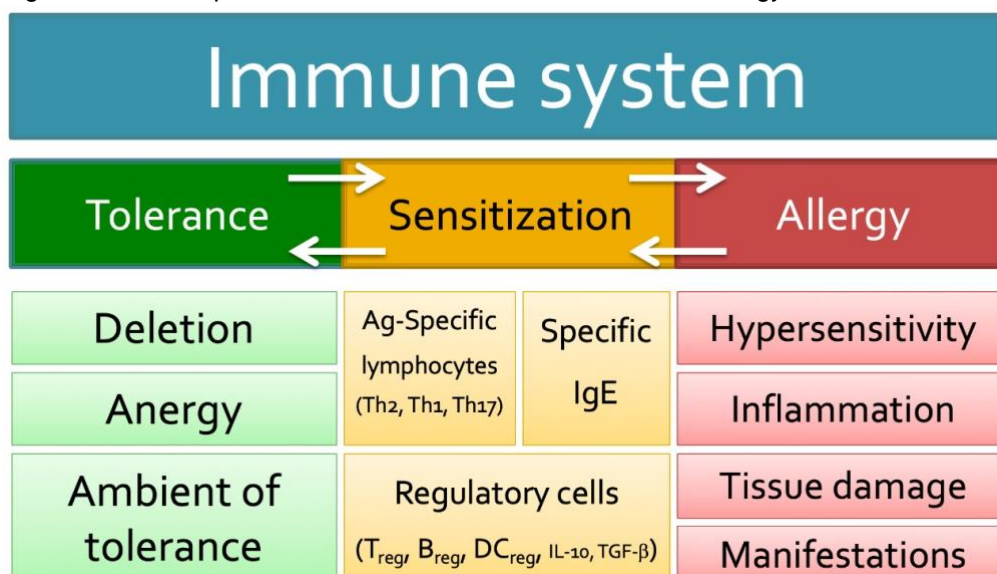 Immune system
Tolerance
Sensitization
Allergy
Deletion
Anergy
Ambient of
tolerance
Ag-Specific
lymphocytes
(Th2, Th1, Th17)
Specific
IgE
Regulatory cells
(Treg, Breg, DCreg, IL-10, TGF-β)
Hypersensitivity
Inflammation
Tissue damage
Manifestations